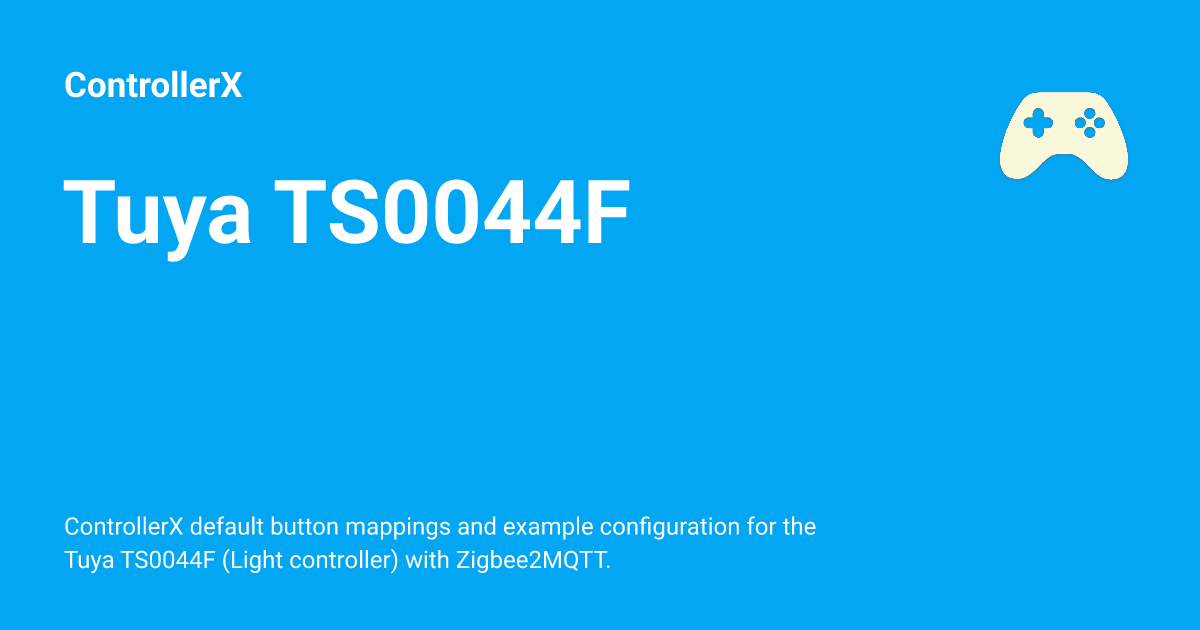 ControllerX
Tuya TS0044F
ControllerX default button mappings and example configuration for the
Tuya TS0044F (Light controller) with Zigbee2MQTT.